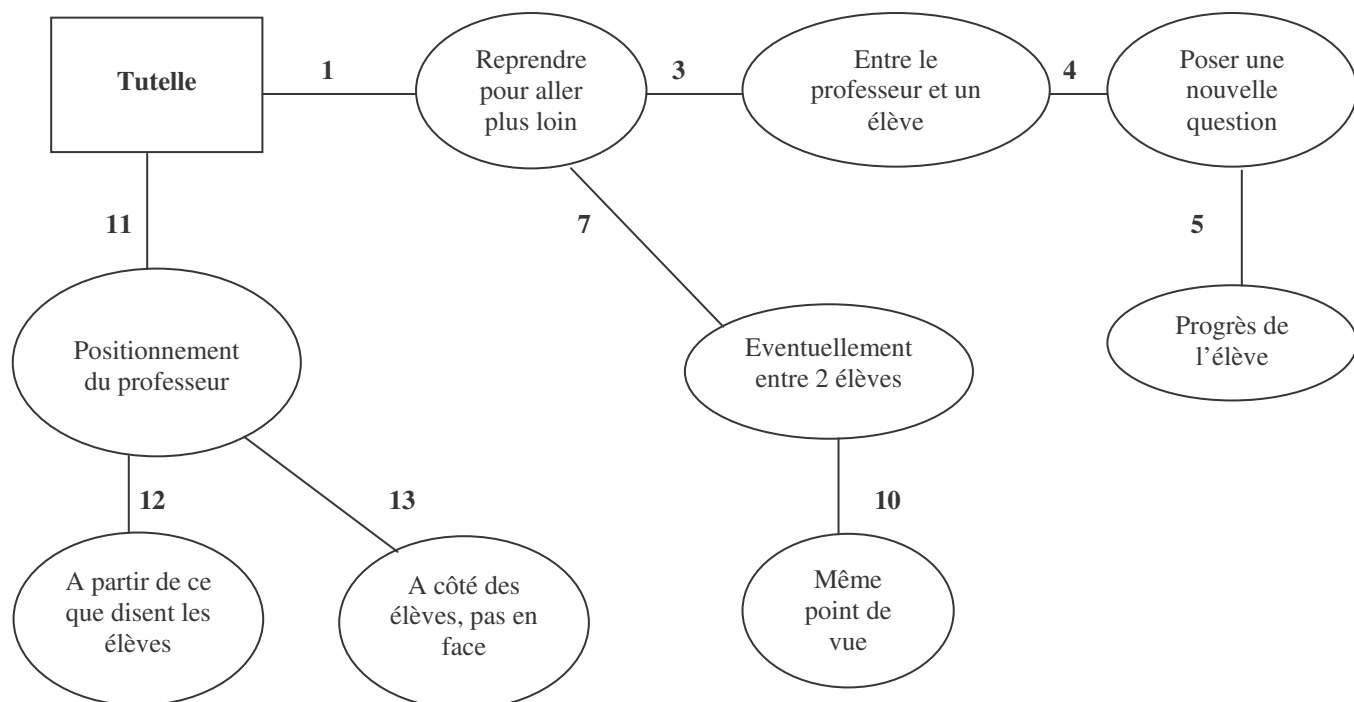 Tutelle
1
Reprendre
pour aller
plus loin
3
Entre le
professeur et un
élève
4
Poser une
nouvelle
question
11
7
5
Positionnement
du professeur
Eventuellement
entre 2 élèves
Progrès de
l'élève
12
13
10
A partir de ce
que disent les
élèves
A côté des
élèves, pas en
face
Même
point de
vue